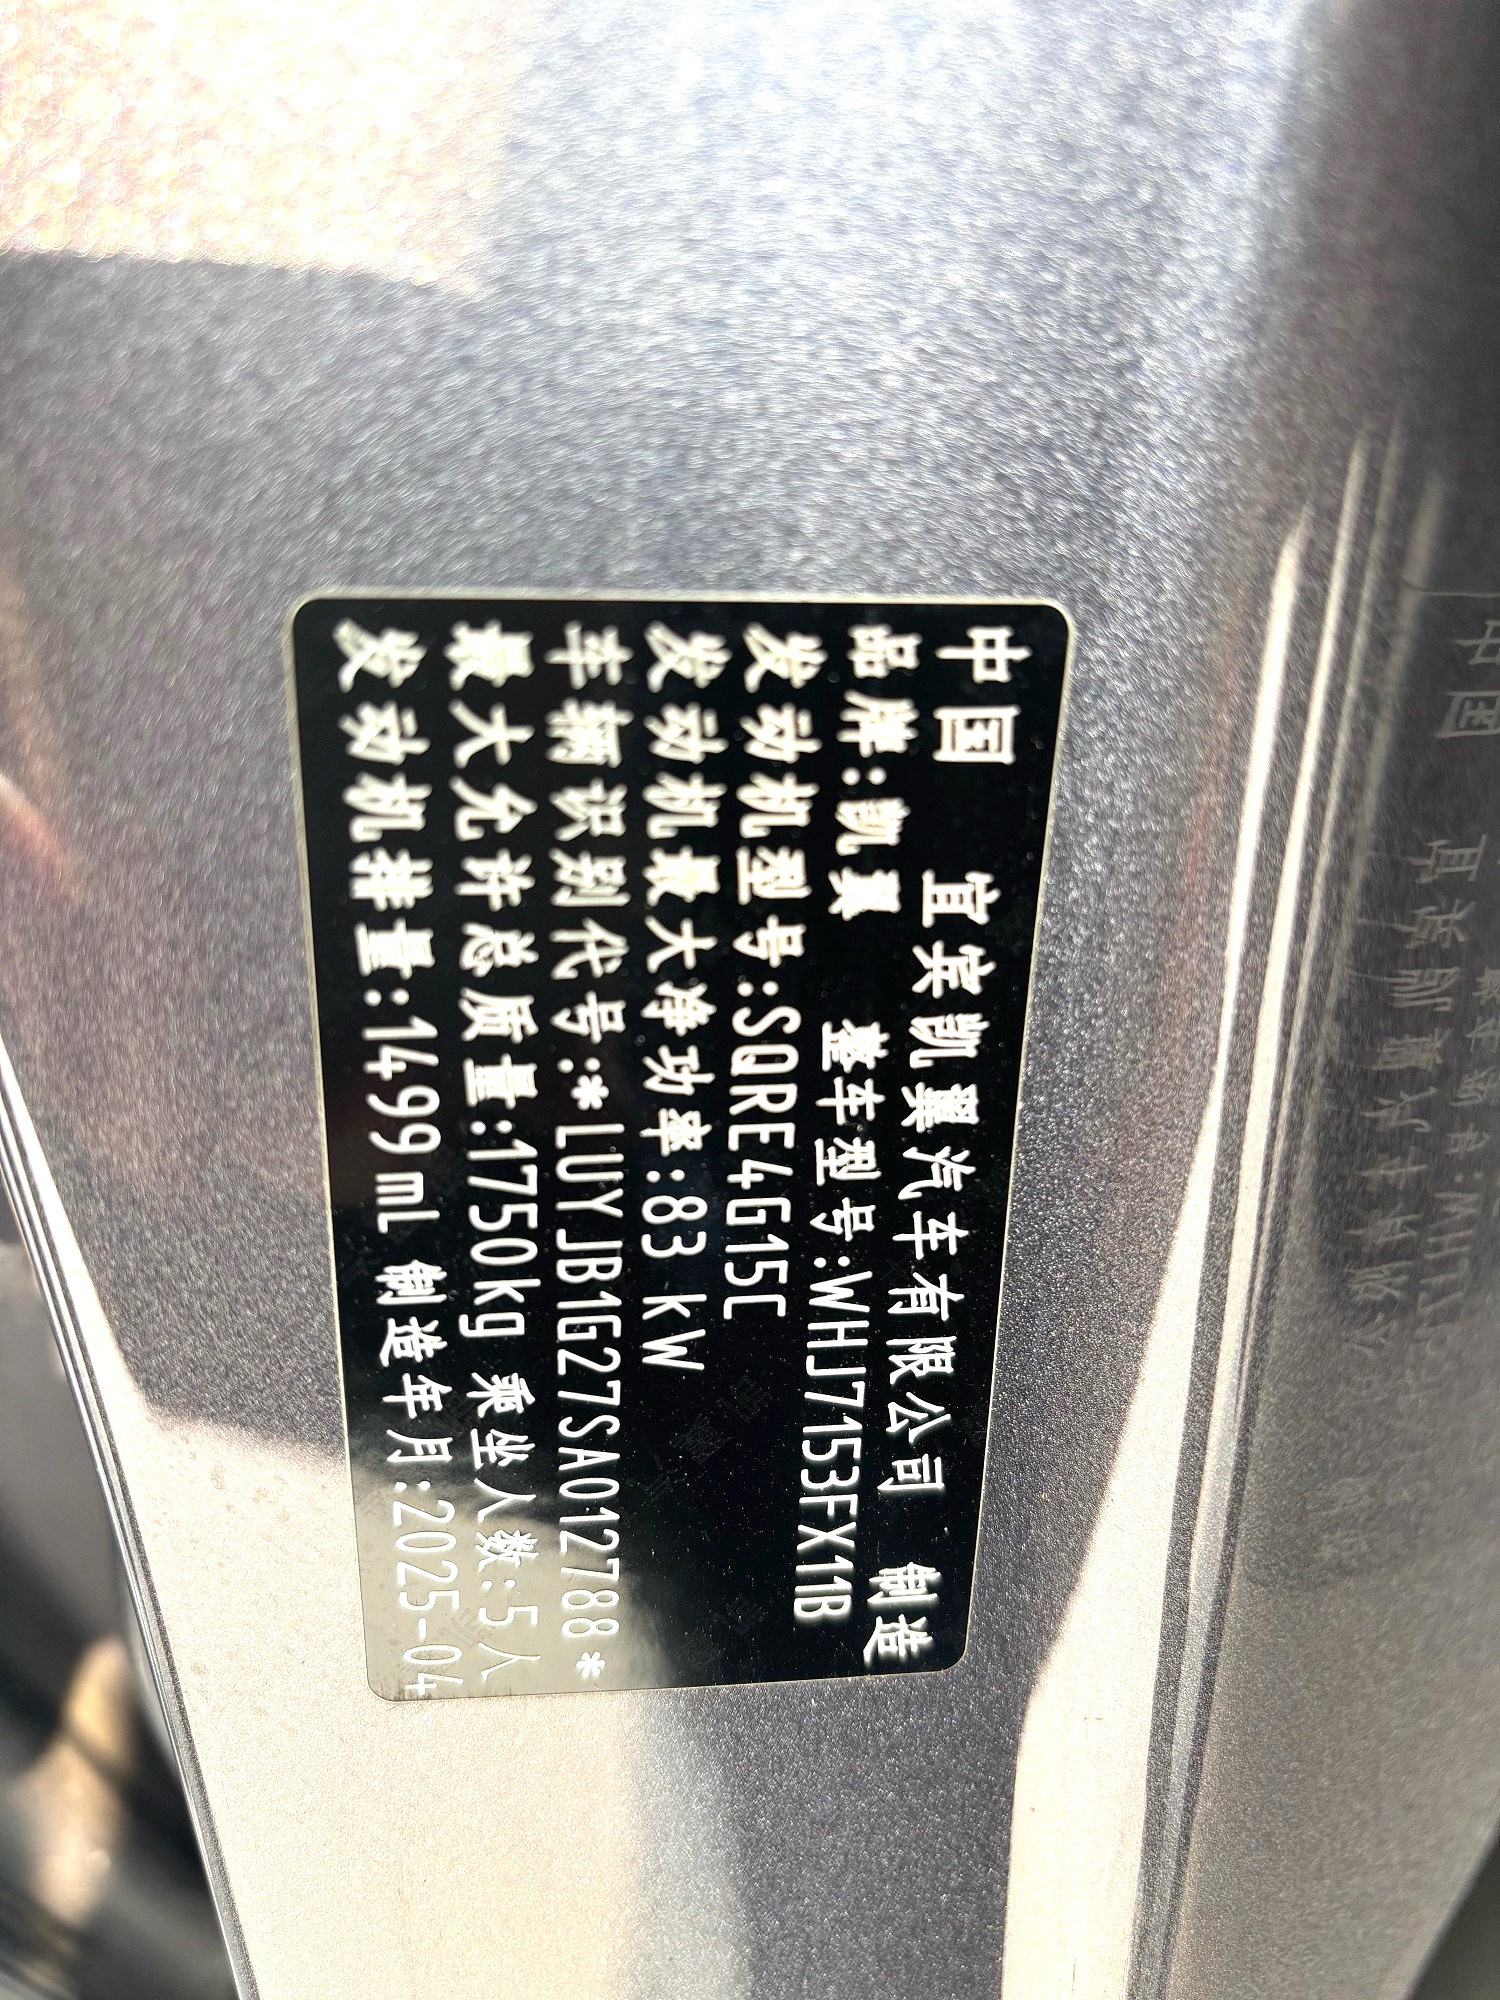 中国 宜宾凯翼汽车有限公司 制造
品牌:凯翼 整车型号:WHJ7153FX11B
发动机型号:SQRE4G15C
发动机最大净功率:83 kW
车辆识别代号:*LUYJB1G27SA012788*
最大允许总质量:1750kg 乘坐人数:5人
发动机排量:1499mL 制造年月:2025-04